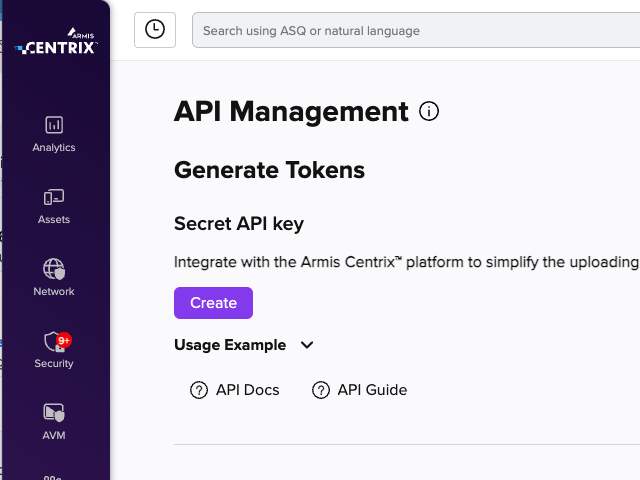 ARMIS
CENTRIX™
Search using ASQ or natural language
API Management
Generate Tokens
Secret API key
Integrate with the Armis Centrix™ platform to simplify the uploading
Create
Usage Example
API Docs
API Guide
Analytics
Assets
Network
9+
Security
AVM